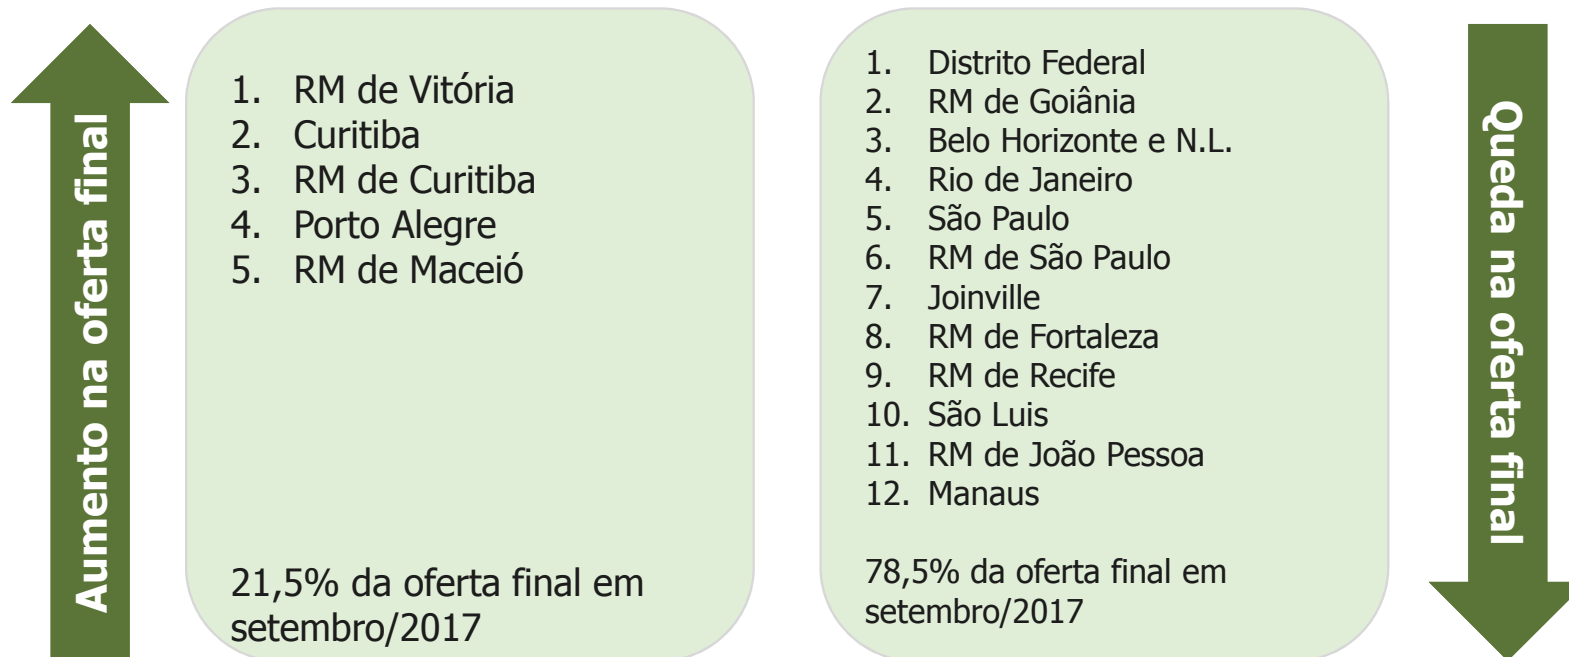 Aumento na oferta final
1. RM de Vitória
2. Curitiba
3. RM de Curitiba
4. Porto Alegre
5. RM de Maceió
21,5% da oferta final em
setembro/2017
1. Distrito Federal
2. RM de Goiânia
3. Belo Horizonte e N.L.
4. Rio de Janeiro
5. São Paulo
6. RM de São Paulo
7. Joinville
8. RM de Fortaleza
9. RM de Recife
10. São Luis
11. RM de João Pessoa
12. Manaus
78,5% da oferta final em
setembro/2017
Queda na oferta final